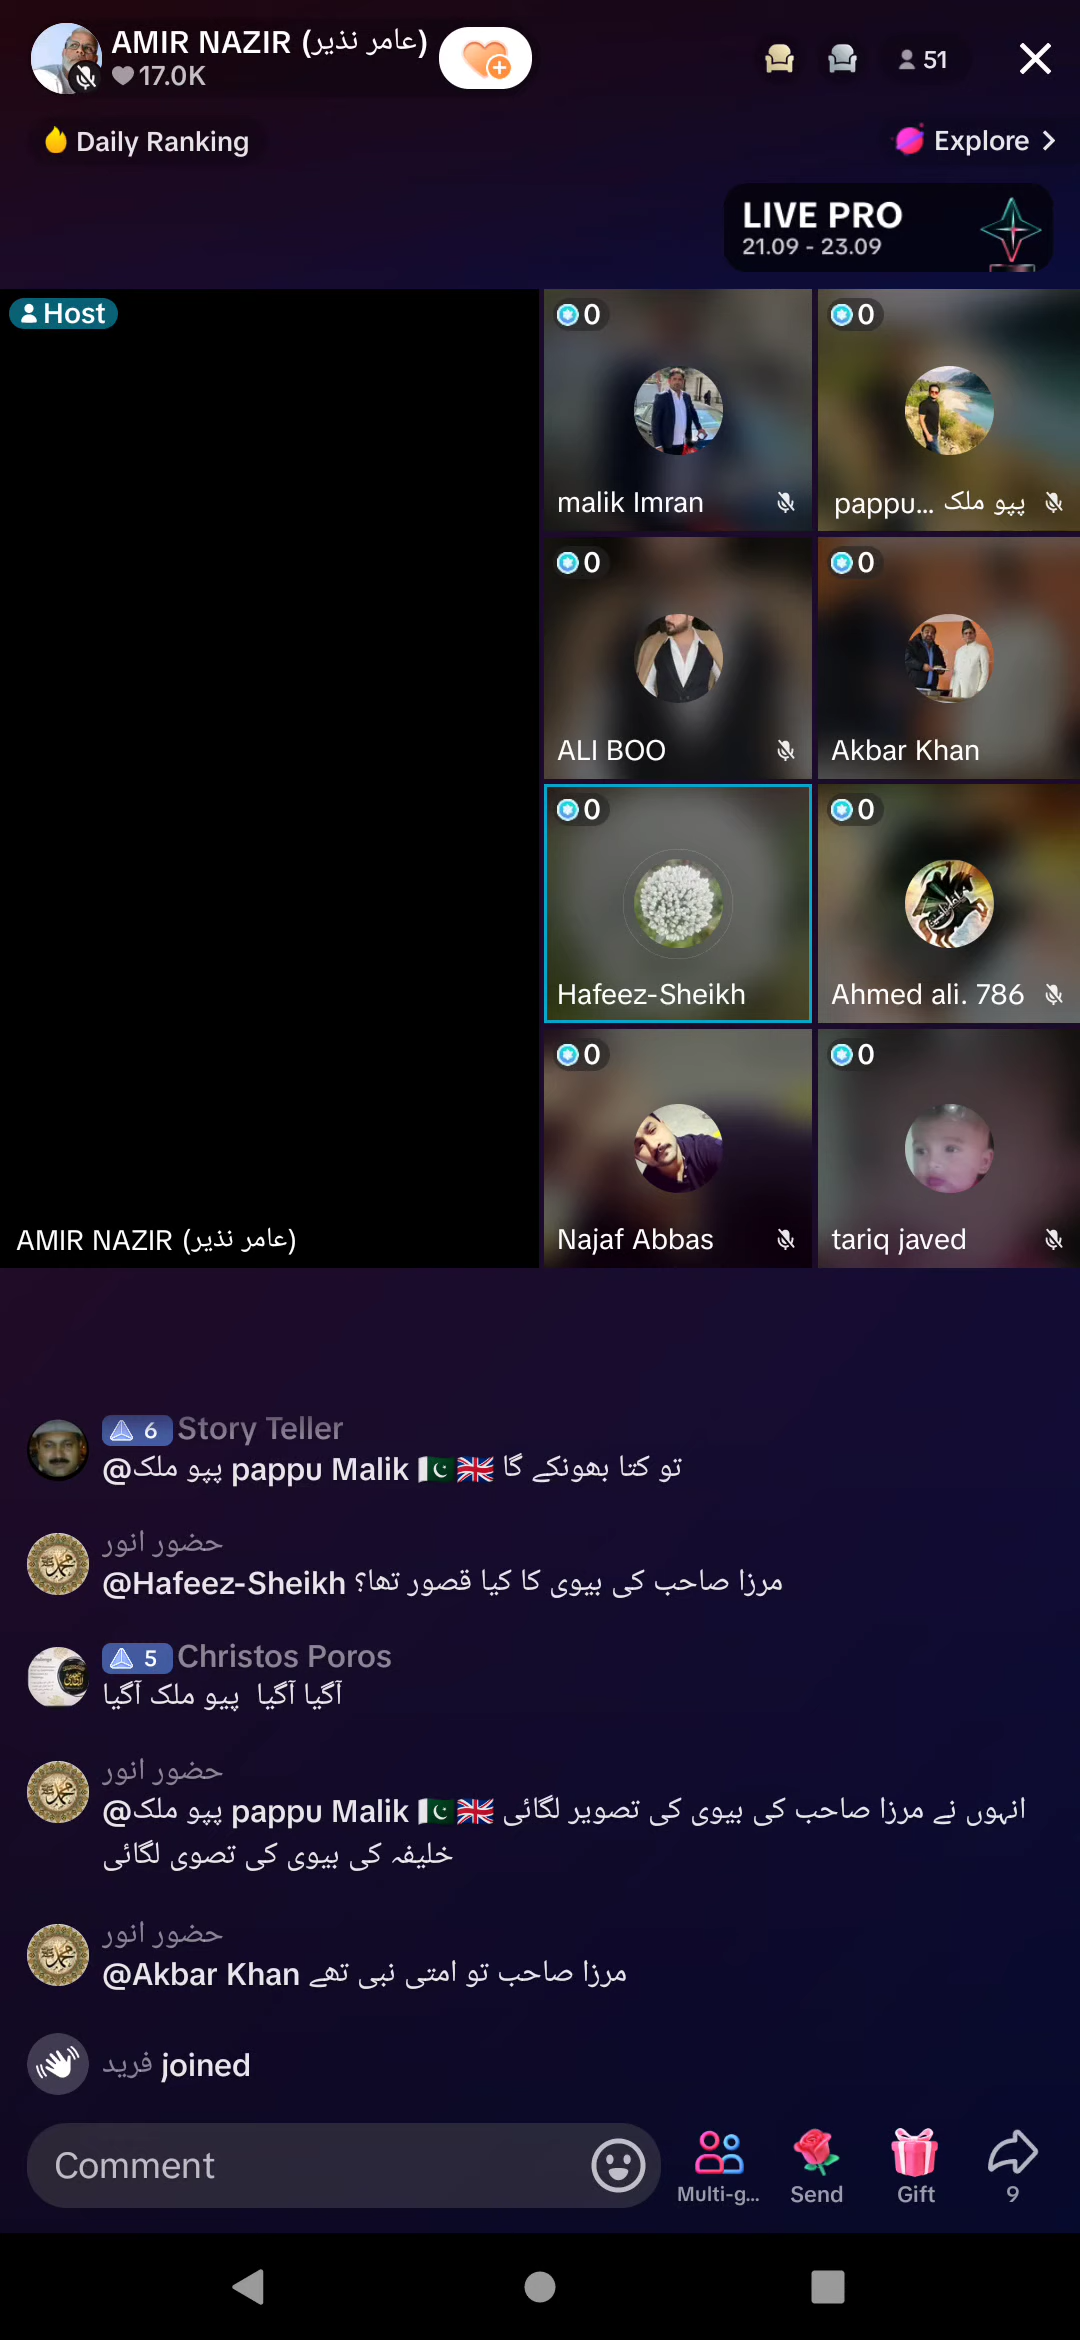 AMIR NAZIR (عامر نذیر)
17.0K
51
Daily Ranking
Explore
LIVE PRO
21.09 - 23.09
Host
0
0
malik Imran
pappu... پپو ملک
0
0
ALI BOO
Akbar Khan
0
0
Hafeez-Sheikh
Ahmed ali. 786
0
0
AMIR NAZIR (عامر نذیر)
Najaf Abbas
tariq javed
6 Story Teller
@پپو ملک pappu Malik 🇵🇰🇬🇧 تو کتا بھونکے گا
حضور انور
@Hafeez-Sheikh مرزا صاحب کی بیوی کا کیا قصور تھا؟
5 Christos Poros
آگیا آگیا پیو ملک آگیا
حضور انور
@پپو ملک pappu Malik 🇵🇰🇬🇧 انہوں نے مرزا صاحب کی بیوی کی تصویر لگائی
خلیفہ کی بیوی کی تصوی لگائی
حضور انور
@Akbar Khan مرزا صاحب تو امتی نبی تھے
فرید joined
Comment
Multi-g...
Send
Gift
9